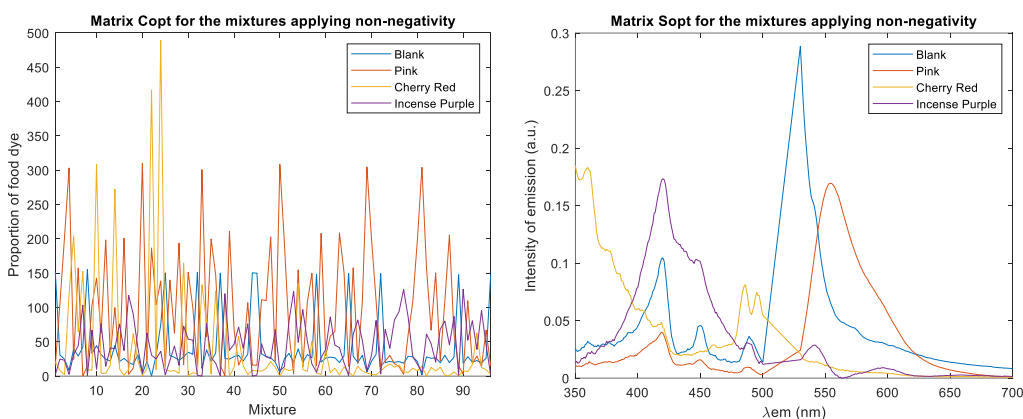 Matrix Copt for the mixtures applying non-negativity
500
450
400
350
300
250
200
150
100
50
0
Proportion of food dye
10 20 30 40 50 60 70 80 90
Mixture
Blank
Pink
Cherry Red
Incense Purple
Matrix Sopt for the mixtures applying non-negativity
0.3
0.25
0.2
0.15
0.1
0.05
0
Intensity of emission (a.u.)
350 400 450 500 550 600 650 700
λem (nm)
Blank
Pink
Cherry Red
Incense Purple